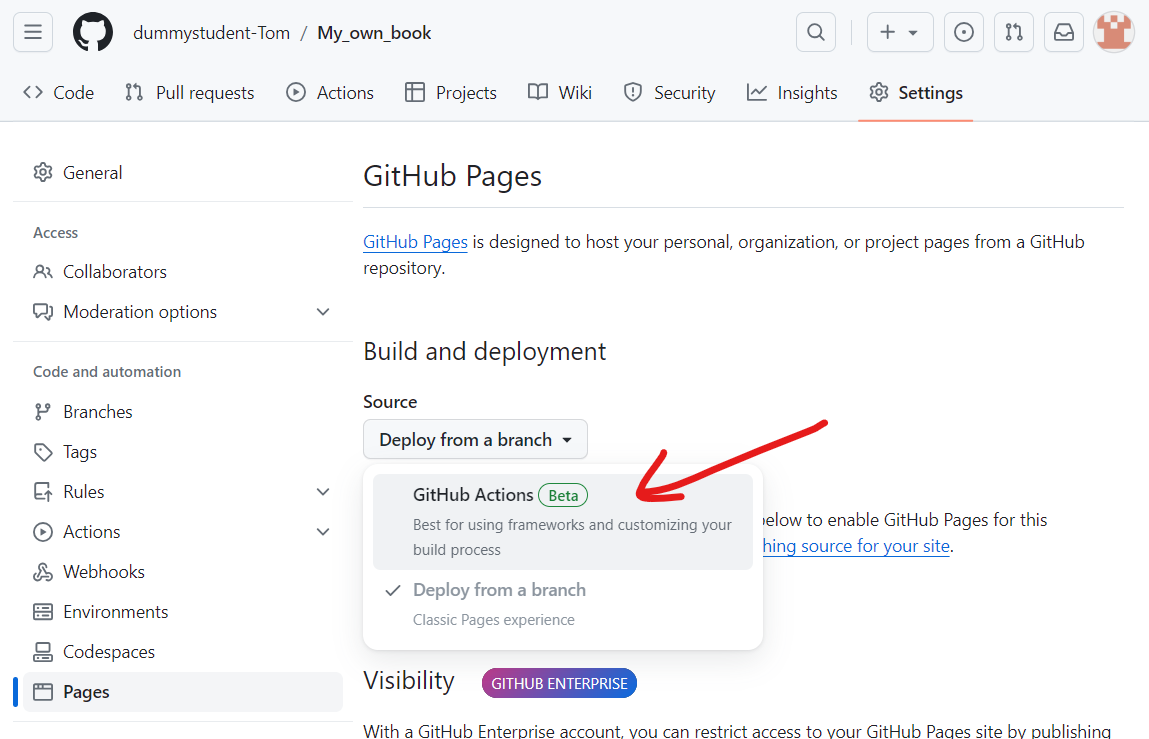 dummystudent-Tom / My_own_book
Code Pull requests Actions Projects Wiki Security Insights Settings
General
Access
Collaborators
Moderation options
Code and automation
Branches
Tags
Rules
Actions
Webhooks
Environments
Codespaces
Pages
GitHub Pages
GitHub Pages is designed to host your personal, organization, or project pages from a GitHub
repository.
Build and deployment
Source
Deploy from a branch
GitHub Actions Beta
Best for using frameworks and customizing your
build process
Deploy from a branch
Classic Pages experience
below to enable GitHub Pages for this
hing source for your site.
Visibility GITHUB ENTERPRISE
With a GitHub Enterprise account, you can restrict access to your GitHub Pages site by publishing